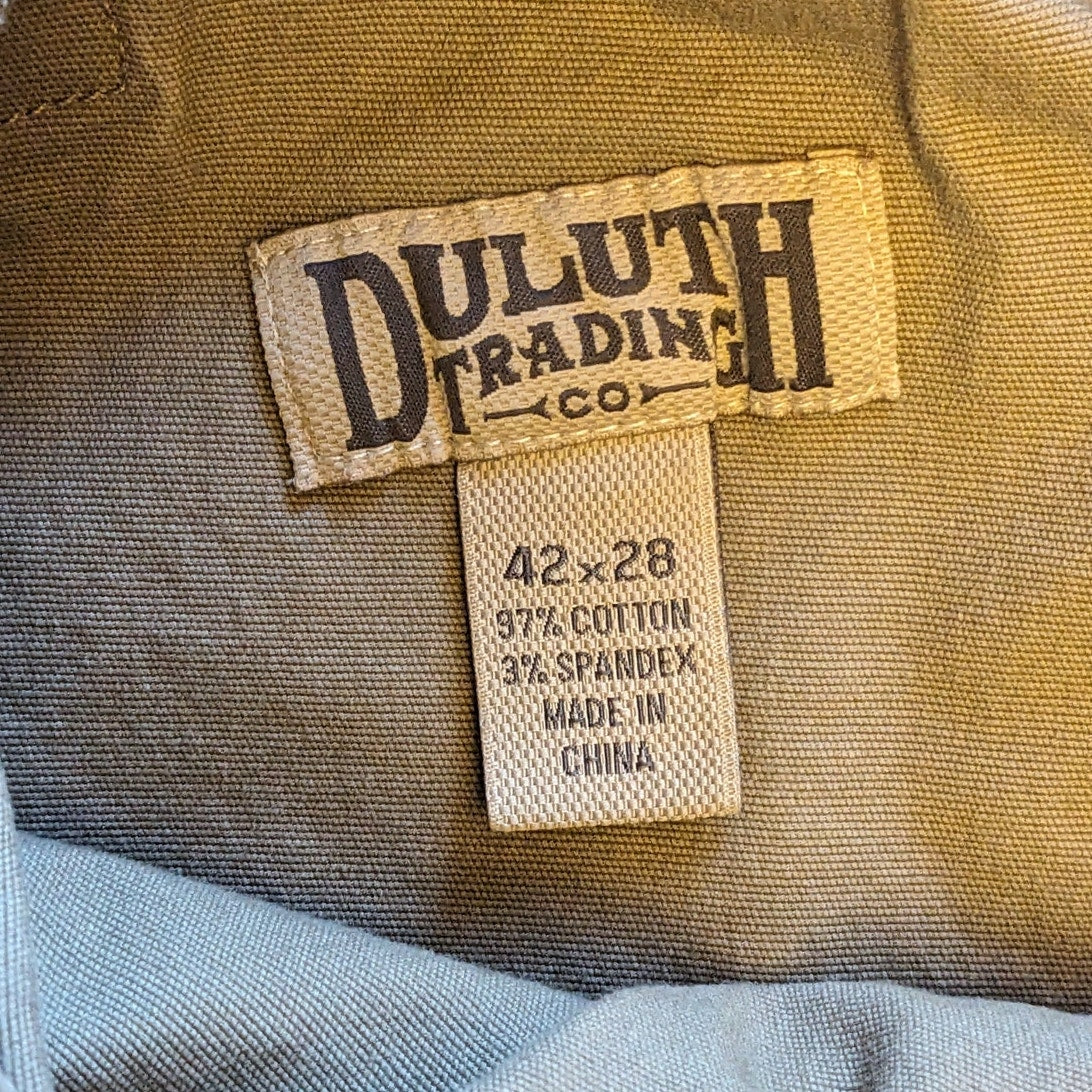 DULUTH
TRADING
CO
42x28
97% COTTON
3% SPANDEX
MADE IN
CHINA